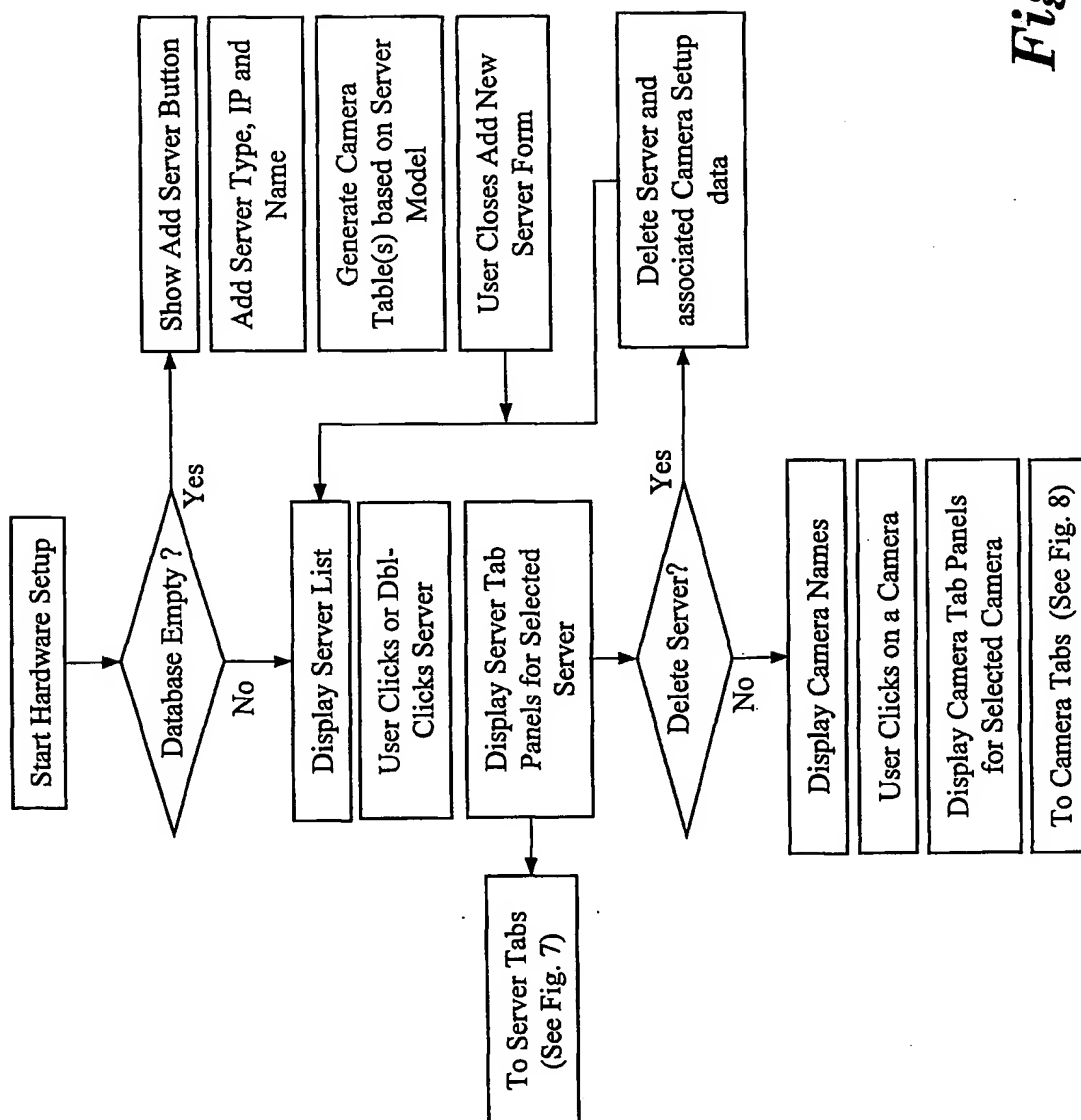 Start Hardware Setup
Database Empty ?
Yes
No
Show Add Server Button
Add Server Type, IP and
Name
Generate Camera
Table(s) based on Server
Model
User Closes Add New
Server Form
Display Server List
User Clicks or Dbl-
Clicks Server
Display Server Tab
Panels for Selected
Server
To Server Tabs
(See Fig. 7)
Delete Server?
Yes
No
Delete Server and
associated Camera Setup
data
Display Camera Names
User Clicks on a Camera
Display Camera Tab Panels
for Selected Camera
To Camera Tabs (See Fig. 8)
Fig